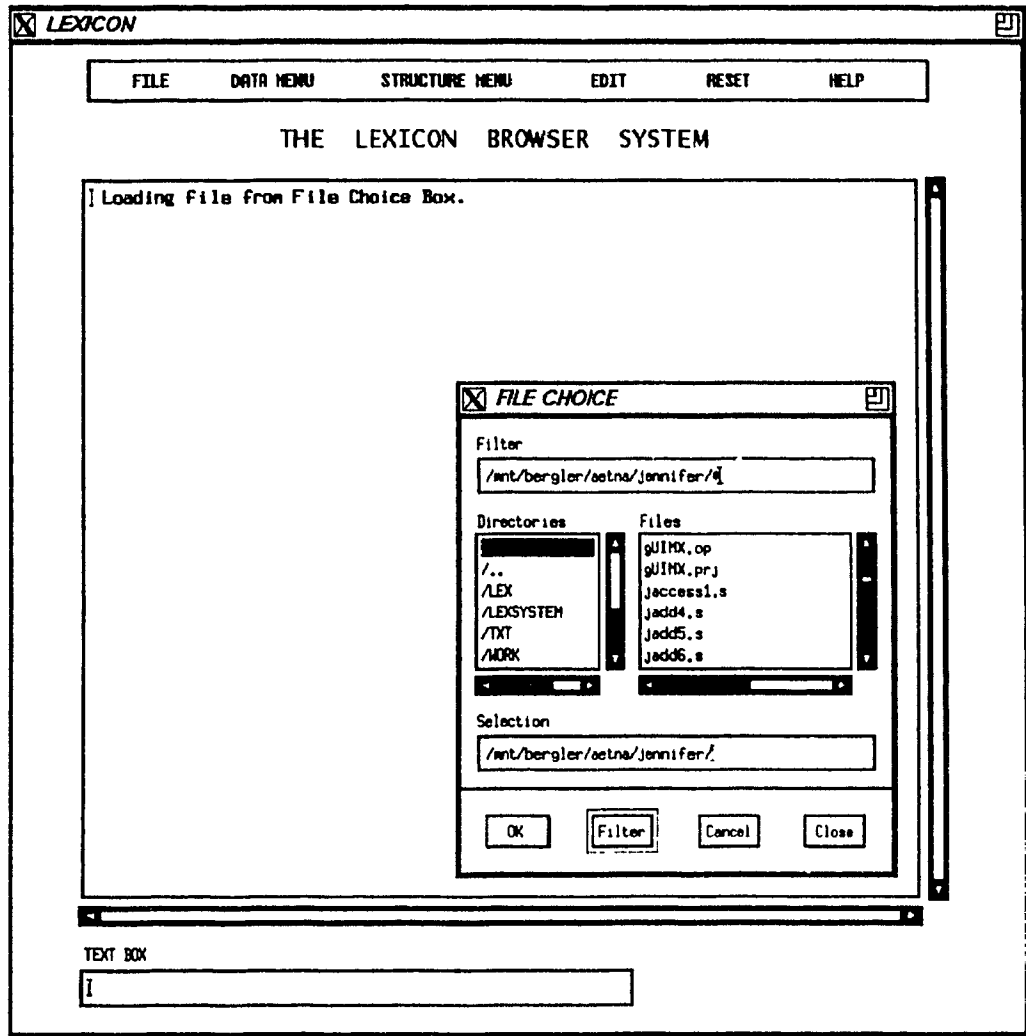 LEXICON
FILE DATA MENU STRUCTURE MENU EDIT RESET HELP
THE LEXICON BROWSER SYSTEM
Loading File from File Choice Box.
FILE CHOICE
Filter
/mnt/bergler/aetna/jennifer/*
Directories Files
gUIMX.op
/.. gUIMX.prj
/LEX jaccess1.s
/LEXSYSTEM jadd4.s
/TXT jadd5.s
/WORK jadd6.s
Selection
/mnt/bergler/aetna/jennifer/
OK Filter Cancel Close
TEXT BOX